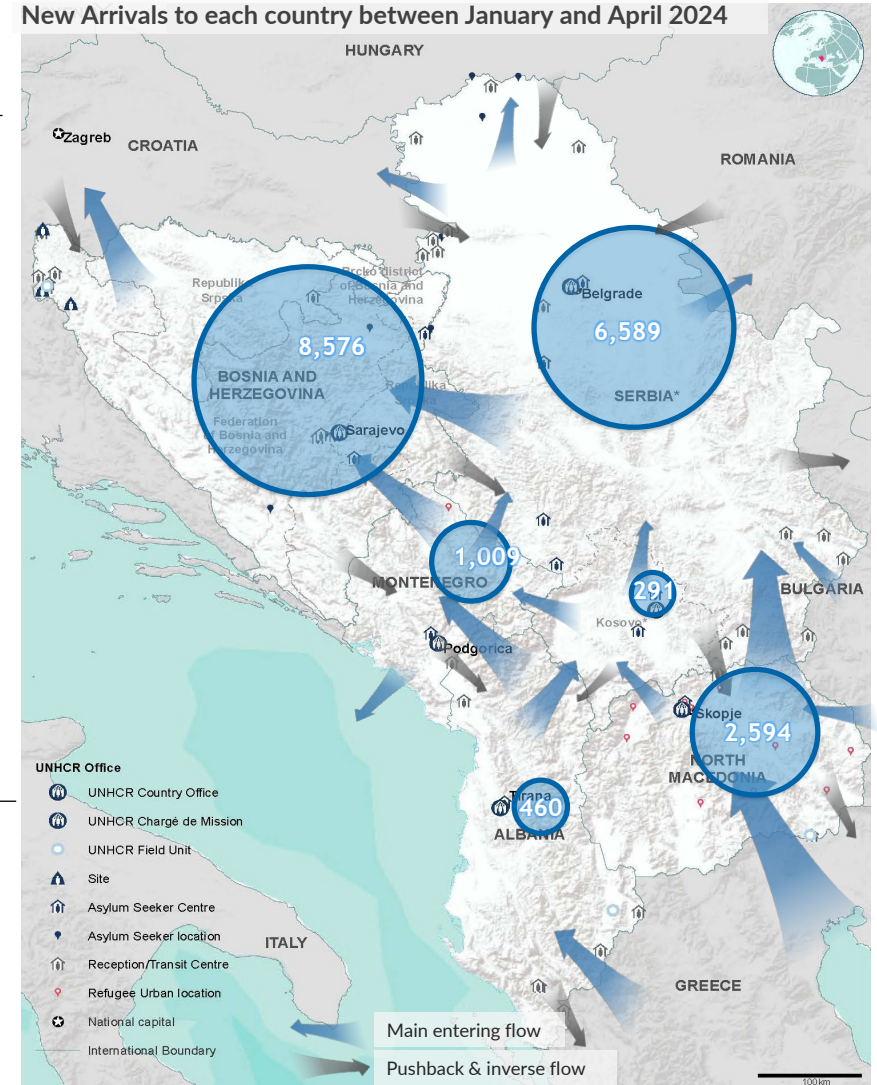 New Arrivals to each country between January and April 2024
HUNGARY
Zagreb
CROATIA
ROMANIA
Republika
Srpska
Brcko district
of Bosnia and
Herzegovina
Belgrade
8,576
6,589
BOSNIA AND
HERZEGOVINA
SERBIA*
Federation
of Bosnia and
Herzegovina
Sarajevo
1,009
MONTENEGRO
291
BULGARIA
Kosovo*
Podgorica
Skopje
2,594
NORTH
MACEDONIA
Tirana
460
ALBANIA
UNHCR Office
UNHCR Country Office
UNHCR Chargé de Mission
UNHCR Field Unit
Site
Asylum Seeker Centre
Asylum Seeker location
Reception/Transit Centre
Refugee Urban location
National capital
International Boundary
ITALY
GREECE
Main entering flow
Pushback & inverse flow
100 km